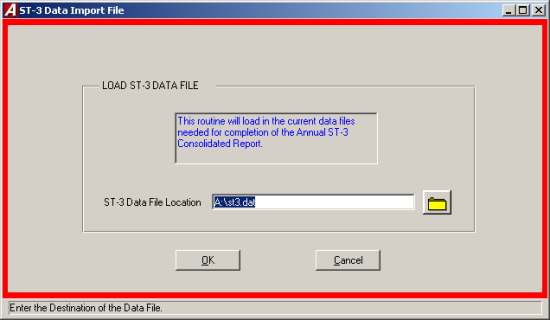 A ST-3 Data Import File
LOAD ST-3 DATA FILE
This routine will load in the current data files
needed for completion of the Annual ST-3
Consolidated Report.
ST-3 Data File Location A:\st3.dat
OK Cancel
Enter the Destination of the Data File.